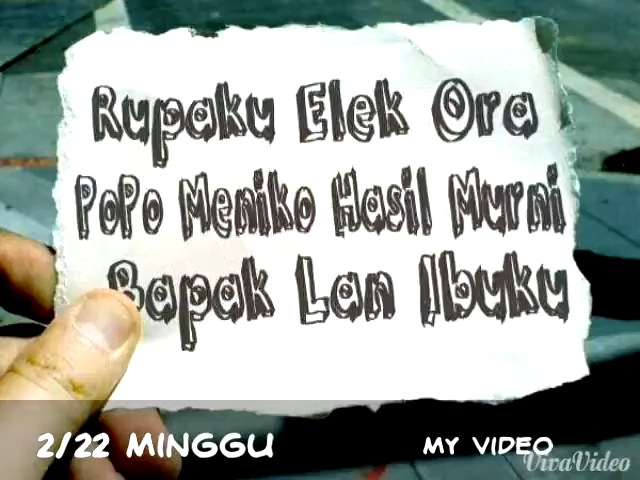 Rupaku Elek Ora
PoPo Meniko Hasil Murni
Bapak Lan Ibuku
2/22 MINGGU
MY VIDEO
VivaVideo